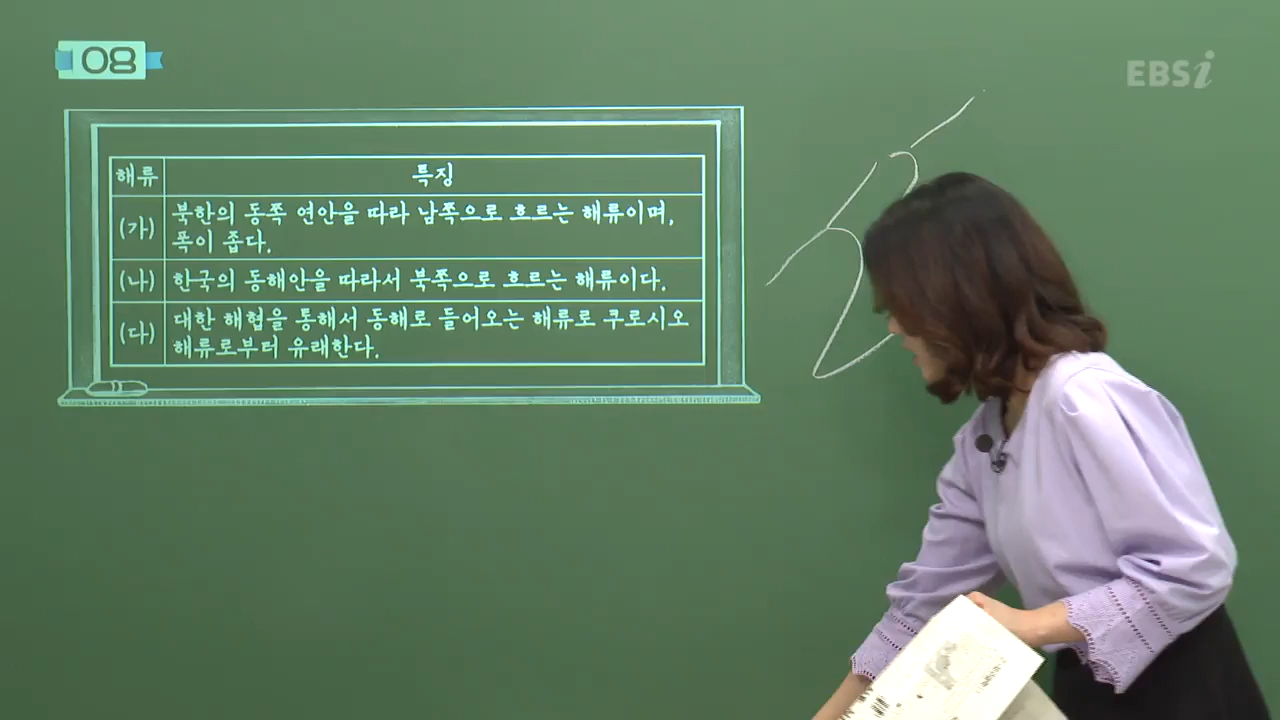 08
EBSi
해류 특징
(가) 북한의 동쪽 연안을 따라 남쪽으로 흐르는 해류이며,
폭이 좁다.
(나) 한국의 동해안을 따라서 북쪽으로 흐르는 해류이다.
(다) 대한 해협을 통해서 동해로 들어오는 해류로 쿠로시오
해류로부터 유래한다.